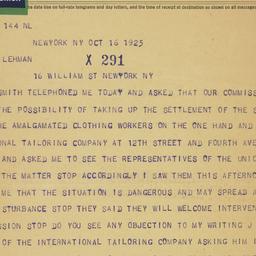 the date line on full-rate telegrams and day letters, and the time of receipt at destination as shown on all messages
144 NL
NEWYORK NY OCT 16 1925
LEHMAN
X 291
16 WILLIAM ST NEWYORK NY
SMITH TELEPHONED ME TODAY AND ASKED THAT OUR COMMISS
THE POSSIBILITY OF TAKING UP THE SETTLEMENT OF THE S
HE AMALGAMATED CLOTHING WORKERS ON THE ONE HAND AND
ONAL TAILORING COMPANY AT 12TH STREET AND FOURTH AVE
AND ASKED ME TO SEE THE REPRESENTATIVES OF THE UNIO
THE MATTER STOP ACCORDINGLY I SAW THEM THIS AFTERNO
ME THAT THE SITUATION IS DANGEROUS AND MAY SPREAD A
STURBANCE STOP THEY SAID THEY WILL WELCOME INTERVEN
SSION STOP DO YOU SEE ANY OBJECTION TO MY WRITING J
OF THE INTERNATIONAL TAILORING COMPANY ASKING HIM I